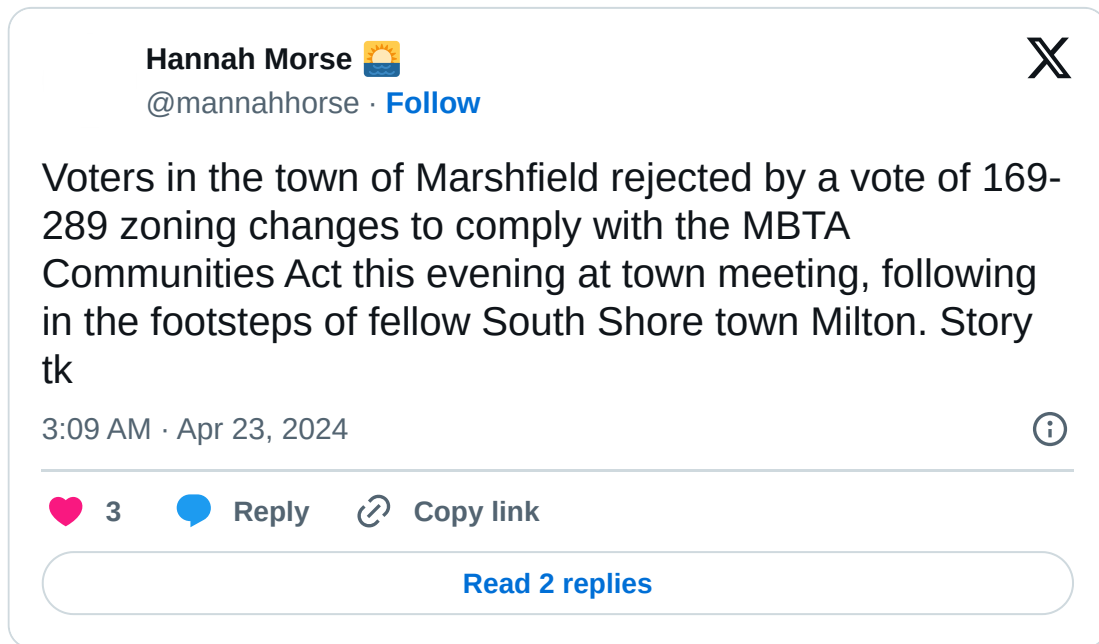 Hannah Morse 🌅
@mannahhorse · Follow
Voters in the town of Marshfield rejected by a vote of 169-
289 zoning changes to comply with the MBTA
Communities Act this evening at town meeting, following
in the footsteps of fellow South Shore town Milton. Story
tk
3:09 AM · Apr 23, 2024
3 Reply Copy link
Read 2 replies